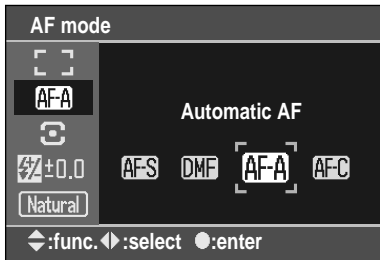 AF mode
AF-A
Automatic AF
±0.0
AF-S DMF AF-A AF-C
Natural
:func. :select :enter